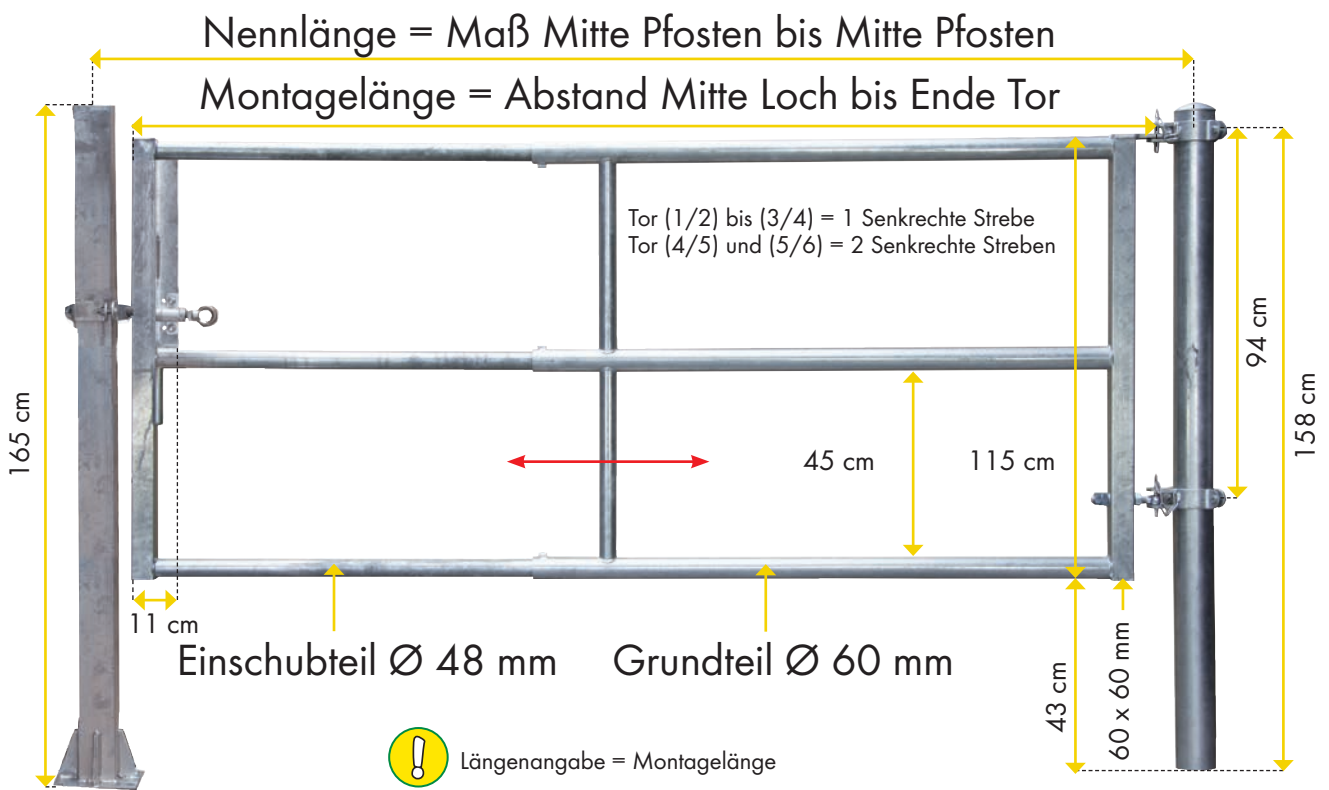 Nennlänge = Maß Mitte Pfosten bis Mitte Pfosten
Montagelänge = Abstand Mitte Loch bis Ende Tor
Tor (1/2) bis (3/4) = 1 Senkrechte Strebe
Tor (4/5) und (5/6) = 2 Senkrechte Streben
94 cm
165 cm
158 cm
45 cm
115 cm
11 cm
Einschubteil Ø 48 mm
Grundteil Ø 60 mm
43 cm
60 x 60 mm
Längenangabe = Montagelänge